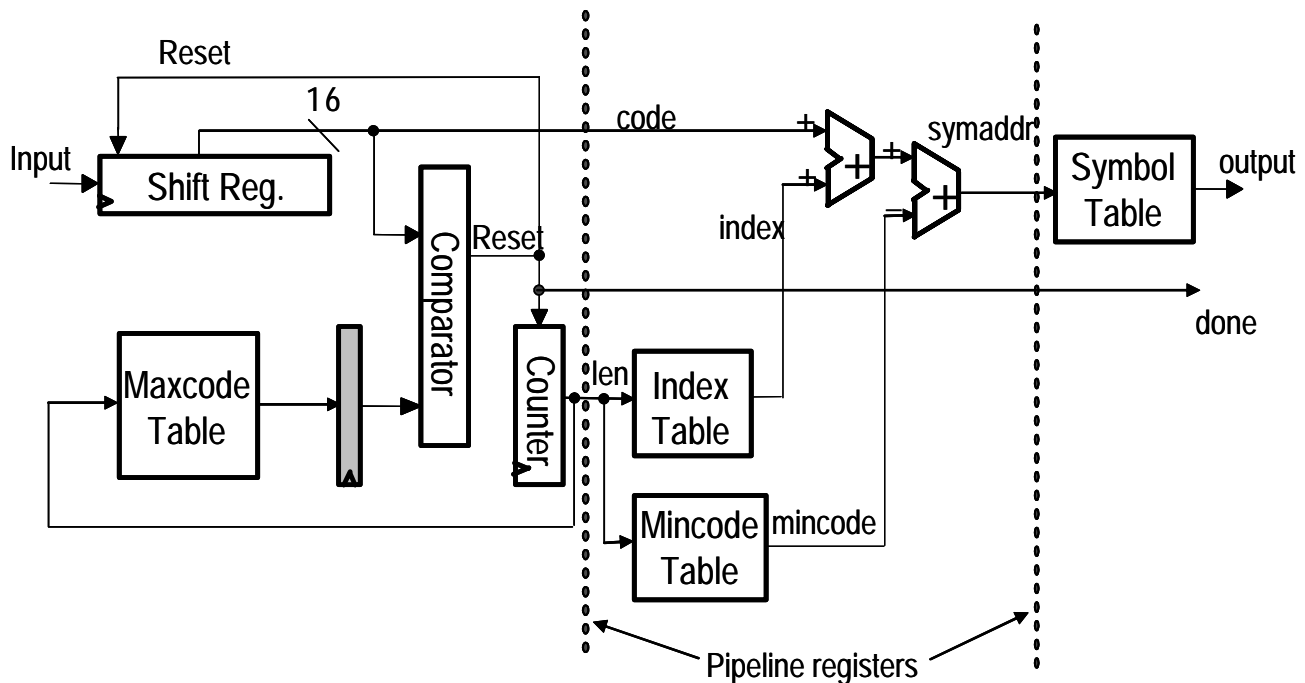 Reset
16
code
symaddr
Input
Shift Reg.
Symbol
Table
output
Comparator
Reset
index
done
Maxcode
Table
Counter
len
Index
Table
Mincode
Table
mincode
Pipeline registers
+
+
+
+
=
+